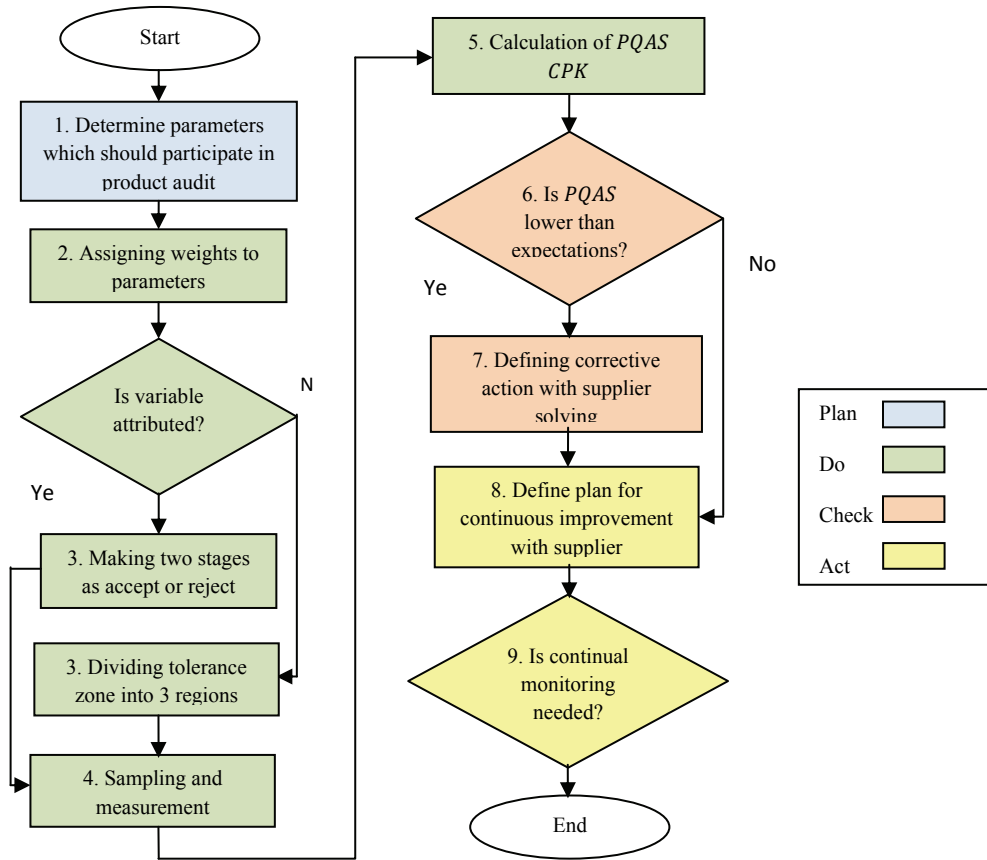 Start
1. Determine parameters
which should participate in
product audit
2. Assigning weights to
parameters
Is variable
attributed?
N
Ye
3. Making two stages
as accept or reject
3. Dividing tolerance
zone into 3 regions
4. Sampling and
measurement
5. Calculation of PQAS
CPK
6. Is PQAS
lower than
expectations?
No
Ye
7. Defining corrective
action with supplier
solving
8. Define plan for
continuous improvement
with supplier
9. Is continual
monitoring
needed?
End
Plan
Do
Check
Act